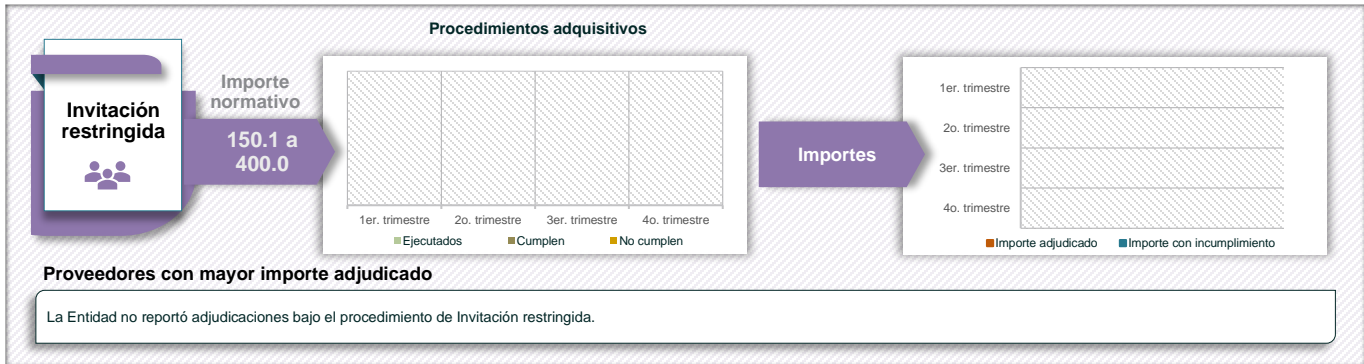 Procedimientos adquisitivos
Invitación
restringida
Importe
normativo
150.1 a
400.0
1er. trimestre
2o. trimestre
3er. trimestre
4o. trimestre
Ejecutados
Cumplen
No cumplen
Importes
1er. trimestre
2o. trimestre
3er. trimestre
4o. trimestre
Importe adjudicado
Importe con incumplimiento
Proveedores con mayor importe adjudicado
La Entidad no reportó adjudicaciones bajo el procedimiento de Invitación restringida.